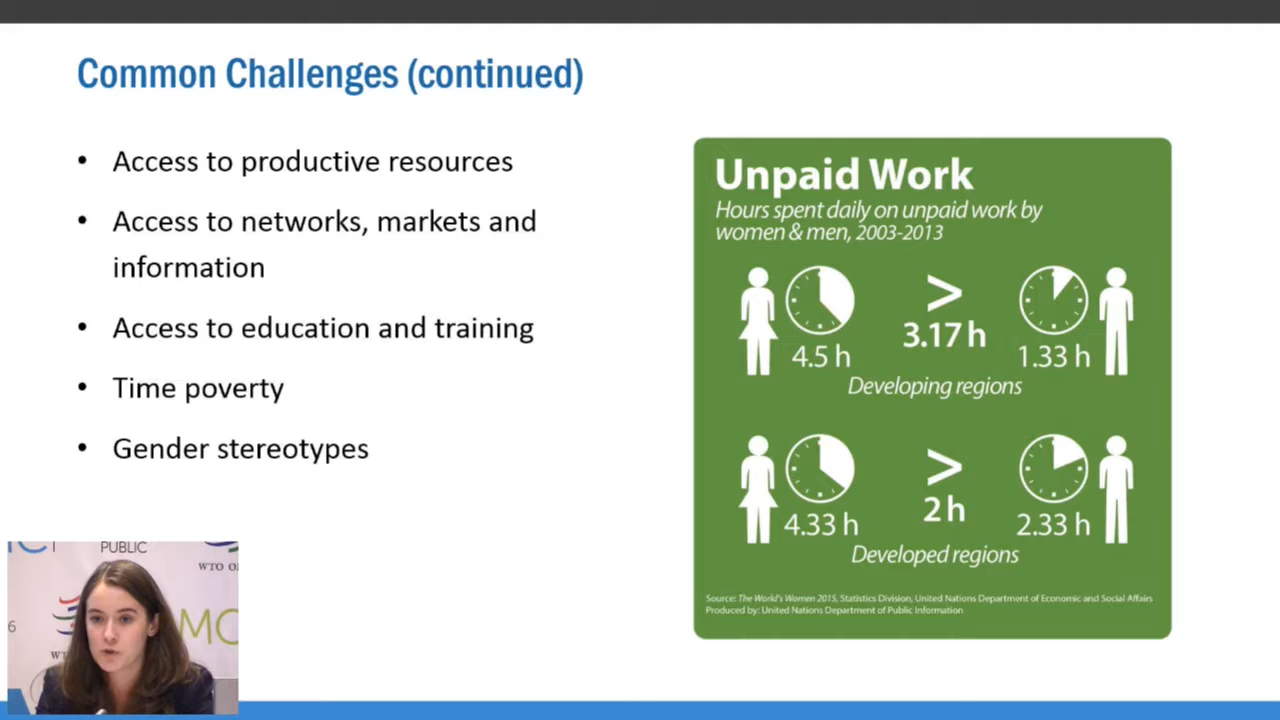 Common Challenges (continued)
• Access to productive resources
• Access to networks, markets and
information
• Access to education and training
• Time poverty
• Gender stereotypes
Unpaid Work
Hours spent daily on unpaid work by
women & men, 2003-2013
>
3.17 h
4.5 h
1.33 h
Developing regions
>
2 h
4.33 h
2.33 h
Developed regions
Source: The World's Women 2015, Statistics Division, United Nations Department of Economic and Social Affairs
Produced by: United Nations Department of Public Information
PUBLIC
WTO O
6
MC
W